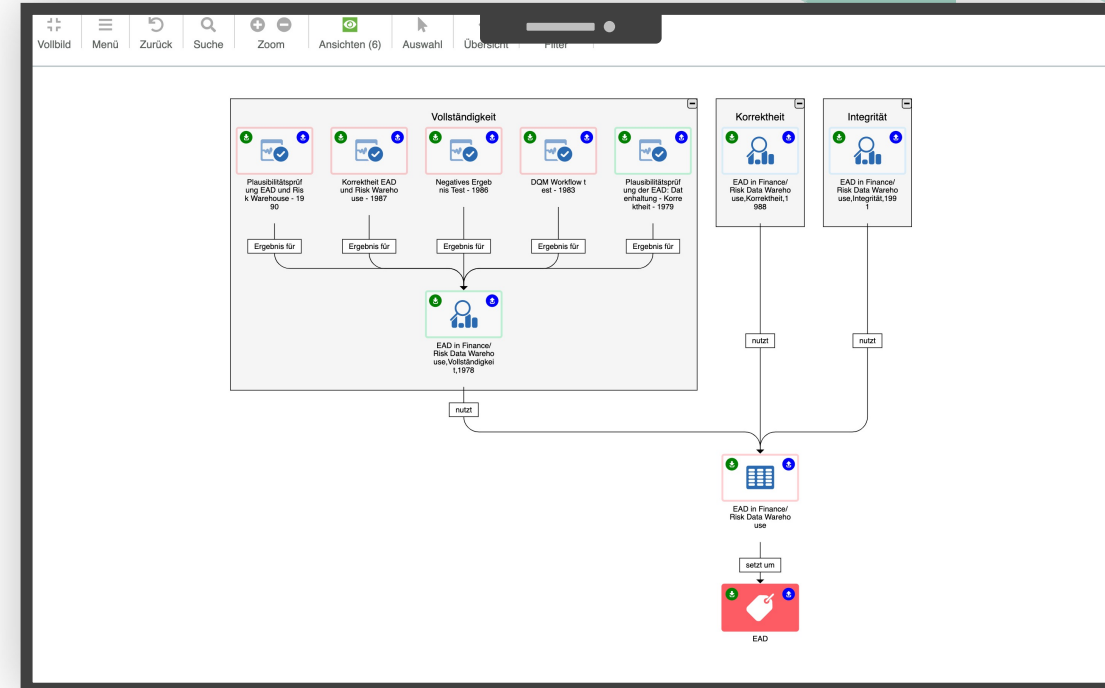 Vollbild
Menü
Zurück
Suche
Zoom
Ansichten (6)
Auswahl
Übersicht
Filter
Vollständigkeit
Korrektheit
Integrität
Plausibilitätsprüf
ung EAD und Ris
k Warehouse - 19
90
Korrektheit EAD
und Risk Wareho
use - 1987
Negatives Ergeb
nis Test - 1986
DQM Workflow t
est - 1983
Plausibilitätsprüf
ung der EAD: Dat
enhaltung - Korre
ktheit - 1979
EAD in Finance/
Risk Data Wareho
use,Korrektheit,1
988
EAD in Finance/
Risk Data Wareho
use,Integrität,199
1
Ergebnis für
Ergebnis für
Ergebnis für
Ergebnis für
Ergebnis für
EAD in Finance/
Risk Data Wareho
use,Vollständigkei
t,1978
nutzt
nutzt
nutzt
EAD in Finance/
Risk Data Wareho
use
setzt um
EAD